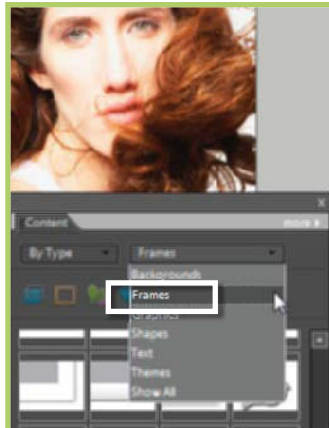 Content more
By Type Frames
Backgrounds
Frames
Graphics
Shapes
Text
Themes
Show All